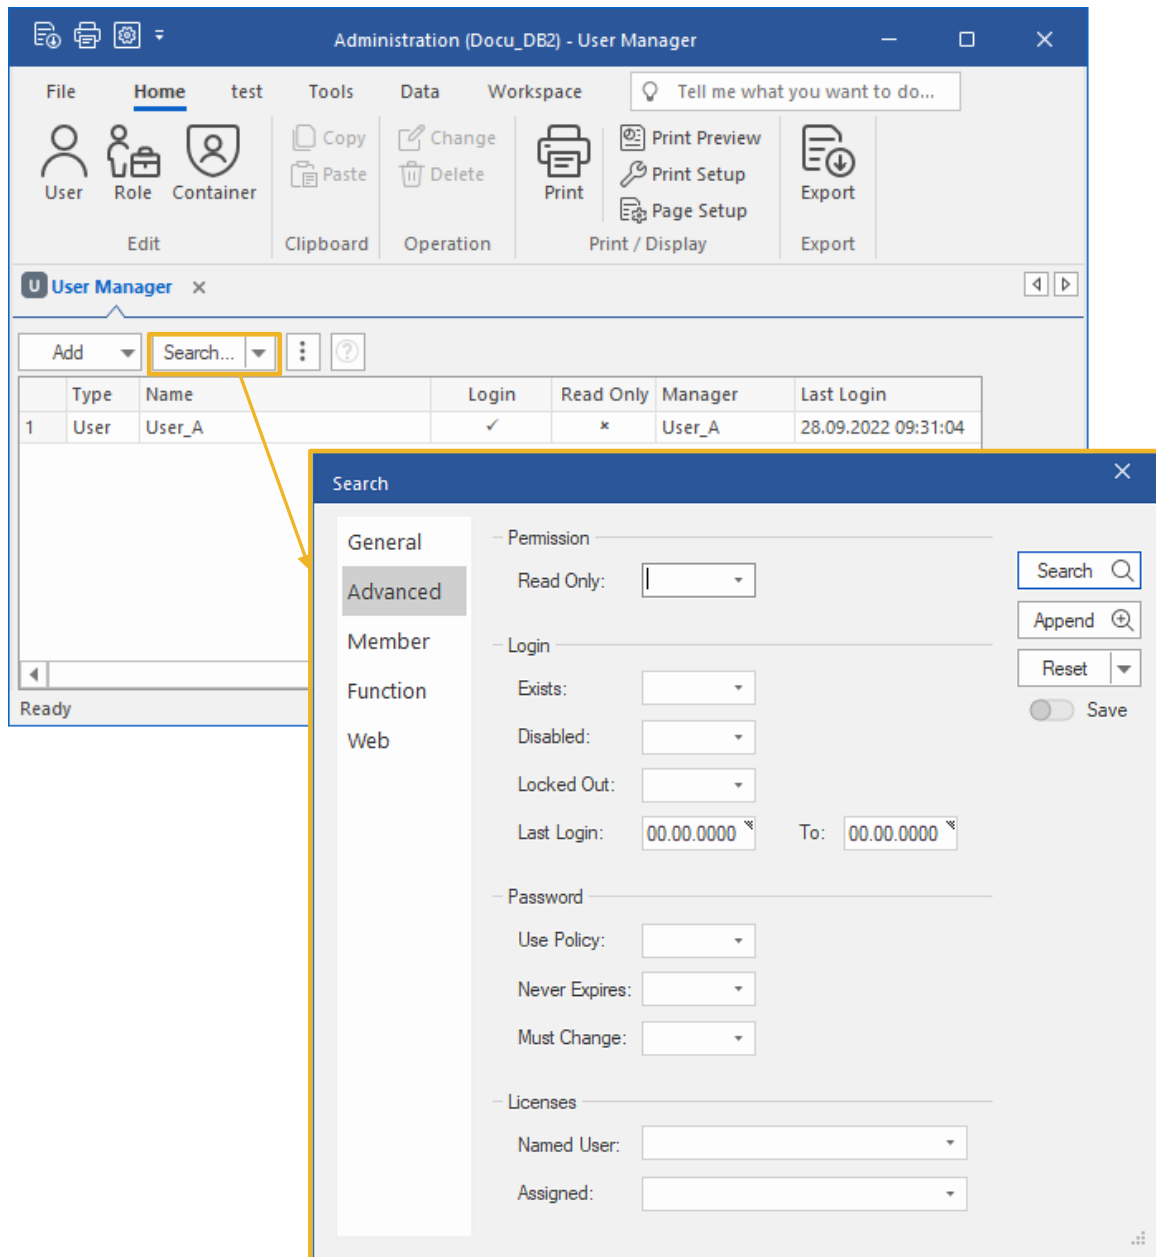 Administration (Docu_DB2) - User Manager
File Home test Tools Data Workspace Tell me what you want to do...
Copy Change Print Preview
Paste Delete Print Setup
User Role Container Print Export
Page Setup
Edit Clipboard Operation Print / Display Export
U User Manager
Add Search... ?
Type Name Login Read Only Manager Last Login
1 User User_A User_A 28.09.2022 09:31:04
Ready
Search
General
Advanced
Member
Function
Web
Permission
Read Only:
Login
Exists:
Disabled:
Locked Out:
Last Login: 00.00.0000 To: 00.00.0000
Password
Use Policy:
Never Expires:
Must Change:
Licenses
Named User:
Assigned:
Search
Append
Reset
Save